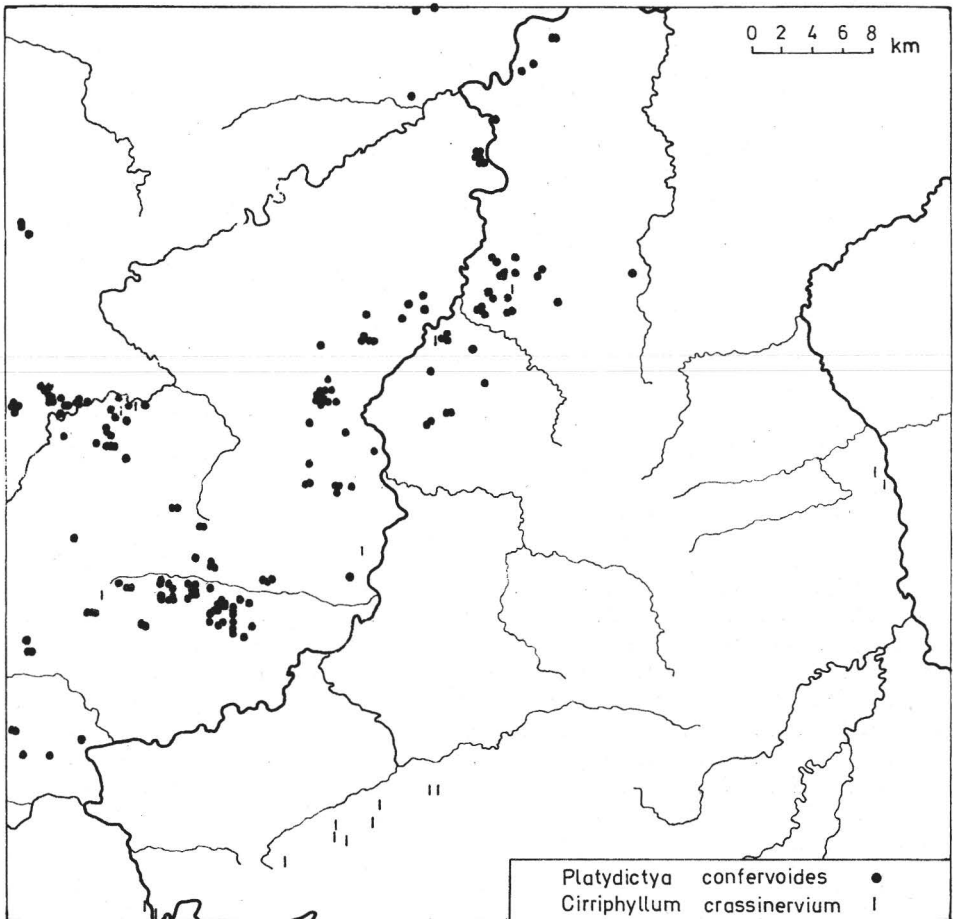 0 2 4 6 8
km
Platydictya confervoides ●
Cirriphyllum crassinervium I